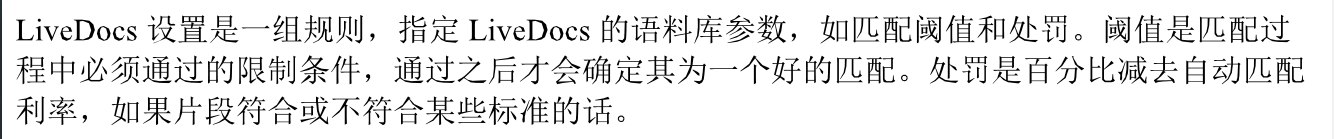 LiveDocs 设置是一组规则，指定 LiveDocs 的语料库参数，如匹配阈值和处罚。阈值是匹配过
程中必须通过的限制条件，通过之后才会确定其为一个好的匹配。处罚是百分比减去自动匹配
利率，如果片段符合或不符合某些标准的话。